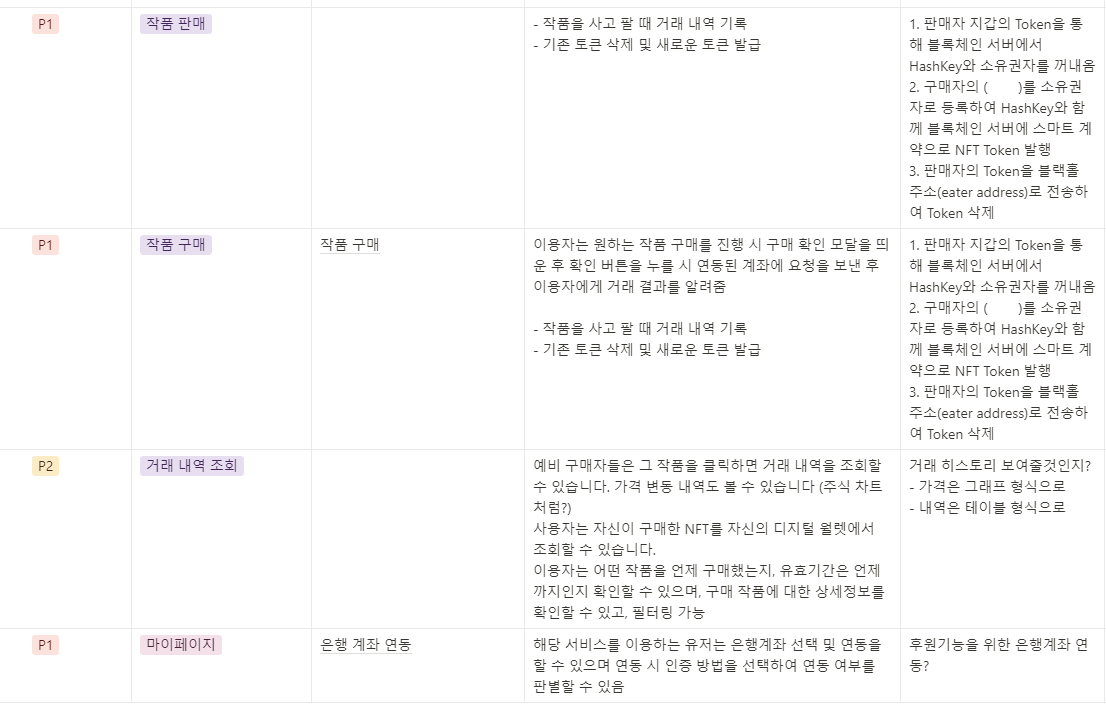 P1
작품 판매
- 작품을 사고 팔 때 거래 내역 기록
- 기존 토큰 삭제 및 새로운 토큰 발급
1. 판매자 지갑의 Token을 통
해 블록체인 서버에서
HashKey와 소유권자를 꺼내옴
2. 구매자의 (        )를 소유권
자로 등록하여 HashKey와 함
께 블록체인 서버에 스마트 계
약으로 NFT Token 발행
3. 판매자의 Token을 블랙홀
주소(eater address)로 전송하
여 Token 삭제
P1
작품 구매
작품 구매
이용자는 원하는 작품 구매를 진행 시 구매 확인 모달을 띄
운 후 확인 버튼을 누를 시 연동된 계좌에 요청을 보낸 후
이용자에게 거래 결과를 알려줌
- 작품을 사고 팔 때 거래 내역 기록
- 기존 토큰 삭제 및 새로운 토큰 발급
1. 판매자 지갑의 Token을 통
해 블록체인 서버에서
HashKey와 소유권자를 꺼내옴
2. 구매자의 (        )를 소유권
자로 등록하여 HashKey와 함
께 블록체인 서버에 스마트 계
약으로 NFT Token 발행
3. 판매자의 Token을 블랙홀
주소(eater address)로 전송하
여 Token 삭제
P2
거래 내역 조회
예비 구매자들은 그 작품을 클릭하면 거래 내역을 조회할
수 있습니다. 가격 변동 내역도 볼 수 있습니다 (주식 차트
처럼?)
사용자는 자신이 구매한 NFT를 자신의 디지털 월렛에서
조회할 수 있습니다.
이용자는 어떤 작품을 언제 구매했는지, 유효기간은 언제
까지인지 확인할 수 있으며, 구매 작품에 대한 상세정보를
확인할 수 있고, 필터링 가능
거래 히스토리 보여줄것인지?
- 가격은 그래프 형식으로
- 내역은 테이블 형식으로
P1
마이페이지
은행 계좌 연동
해당 서비스를 이용하는 유저는 은행계좌 선택 및 연동을
할 수 있으며 연동 시 인증 방법을 선택하여 연동 여부를
판별할 수 있음
후원기능을 위한 은행계좌 연
동?